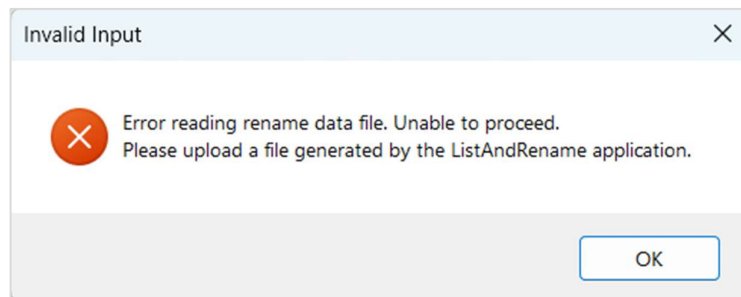 Invalid Input
Error reading rename data file. Unable to proceed.
Please upload a file generated by the ListAndRename application.
OK